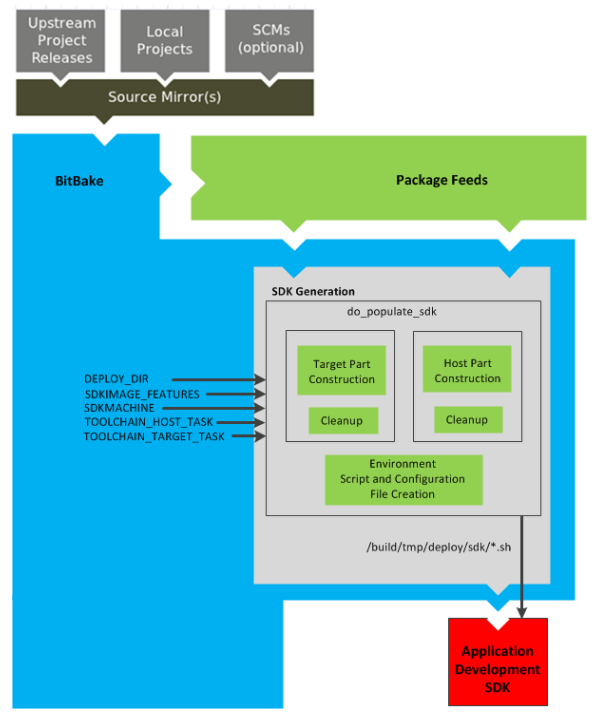 Upstream
Project
Releases
Local
Projects
SCMs
(optional)
Source Mirror(s)
BitBake
Package Feeds
SDK Generation
do_populate_sdk
Target Part
Construction
Cleanup
Host Part
Construction
Cleanup
DEPLOY_DIR
SDKIMAGE_FEATURES
SDKMACHINE
TOOLCHAIN_HOST_TASK
TOOLCHAIN_TARGET_TASK
Environment
Script and Configuration
File Creation
/build/tmp/deploy/sdk/*.sh
Application
Development
SDK